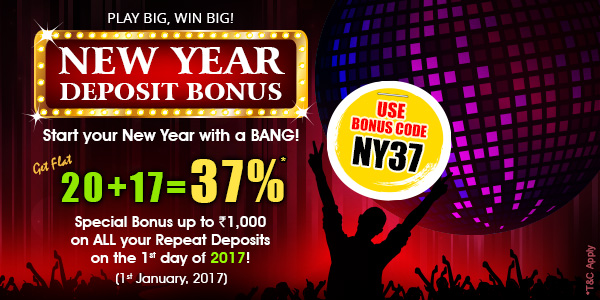 PLAY BIG, WIN BIG!
NEW YEAR
DEPOSIT BONUS
Start your New Year with a BANG!
Get Flat
20+17=37%*
Special Bonus up to ₹1,000
on ALL your Repeat Deposits
on the 1st day of 2017!
(1st January, 2017)
USE
BONUS CODE
NY37
*T&C Apply